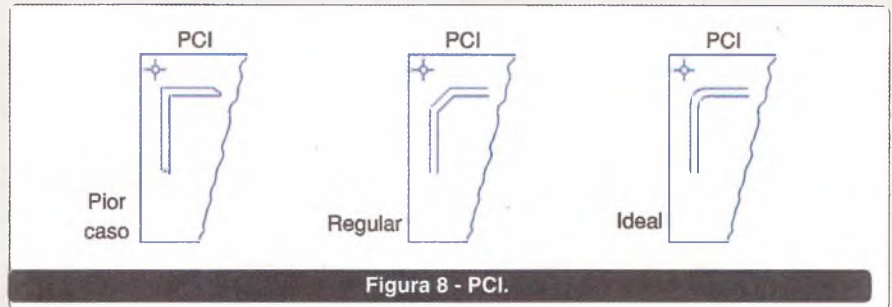 PCI
PCI
PCI
Pior
caso
Regular
Ideal
Figura 8 - PCI.